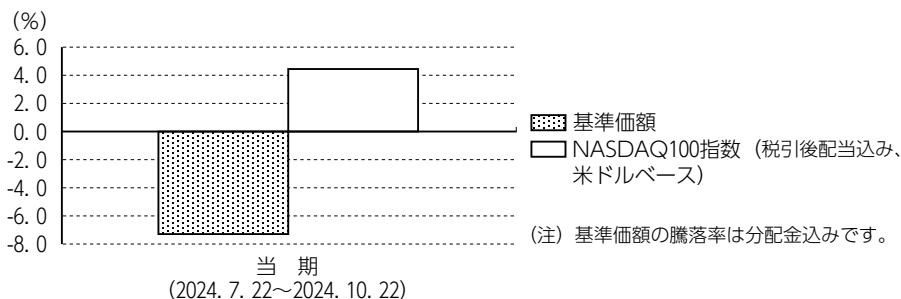 (%)
6. 0
4. 0
2. 0
0. 0
-2. 0
-4. 0
-6. 0
-8. 0
基準価額
NASDAQ100指数（税引後配当込み、
米ドルベース）
（注）基準価額の騰落率は分配金込みです。
当　期
(2024. 7. 22～2024. 10. 22)